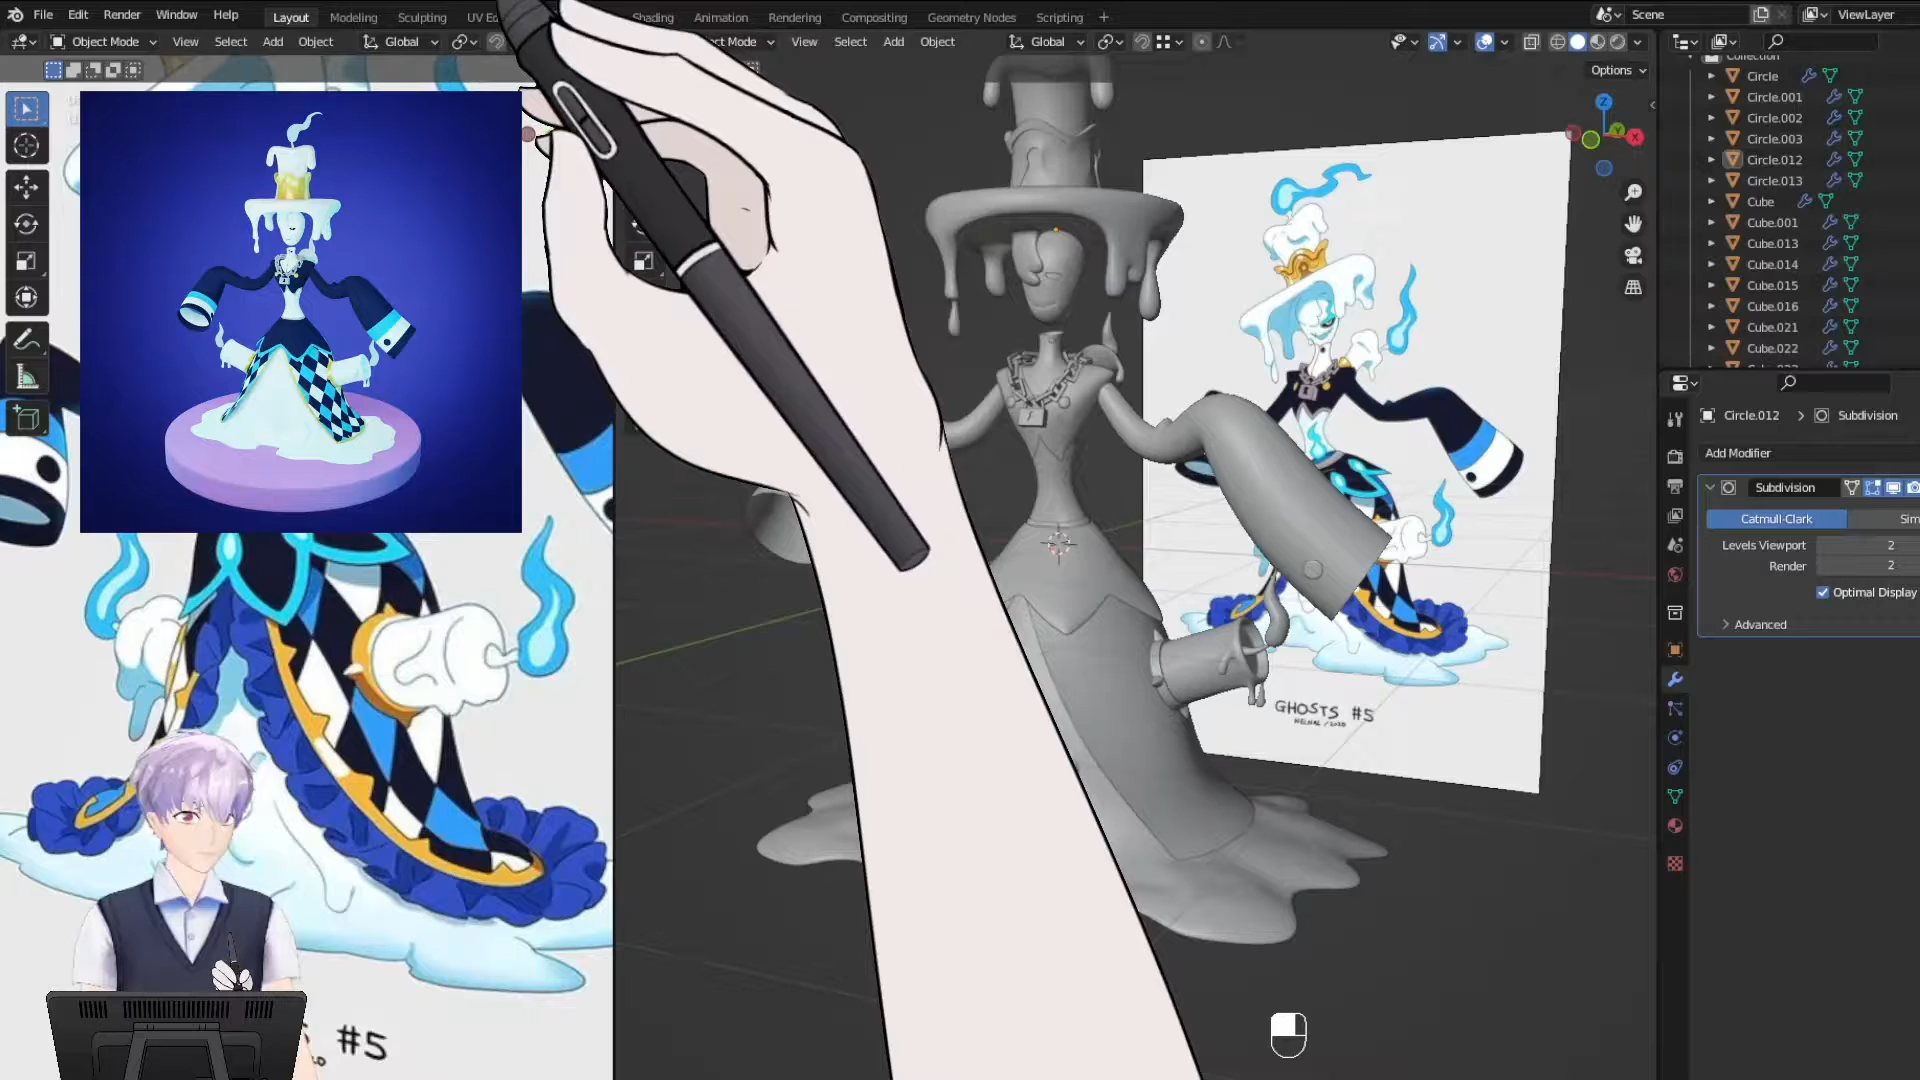 File Edit Render Window Help Layout Modeling Sculpting Shading Animation Rendering Compositing Geometry Nodes Scripting + Scene ViewLayer
Object Mode View Select Add Object Global View Select Add Object Global
Options
Collection
Circle
Circle.001
Circle.002
Circle.003
Circle.012
Circle.013
Cube
Cube.001
Cube.013
Cube.014
Cube.015
Cube.016
Cube.021
Cube.022
Circle.012 > Subdivision
Add Modifier
Subdivision
Catmull-Clark
Levels Viewport 2
Render 2
Optimal Display
Advanced
GHOSTS #5
#5
Z
Y
X